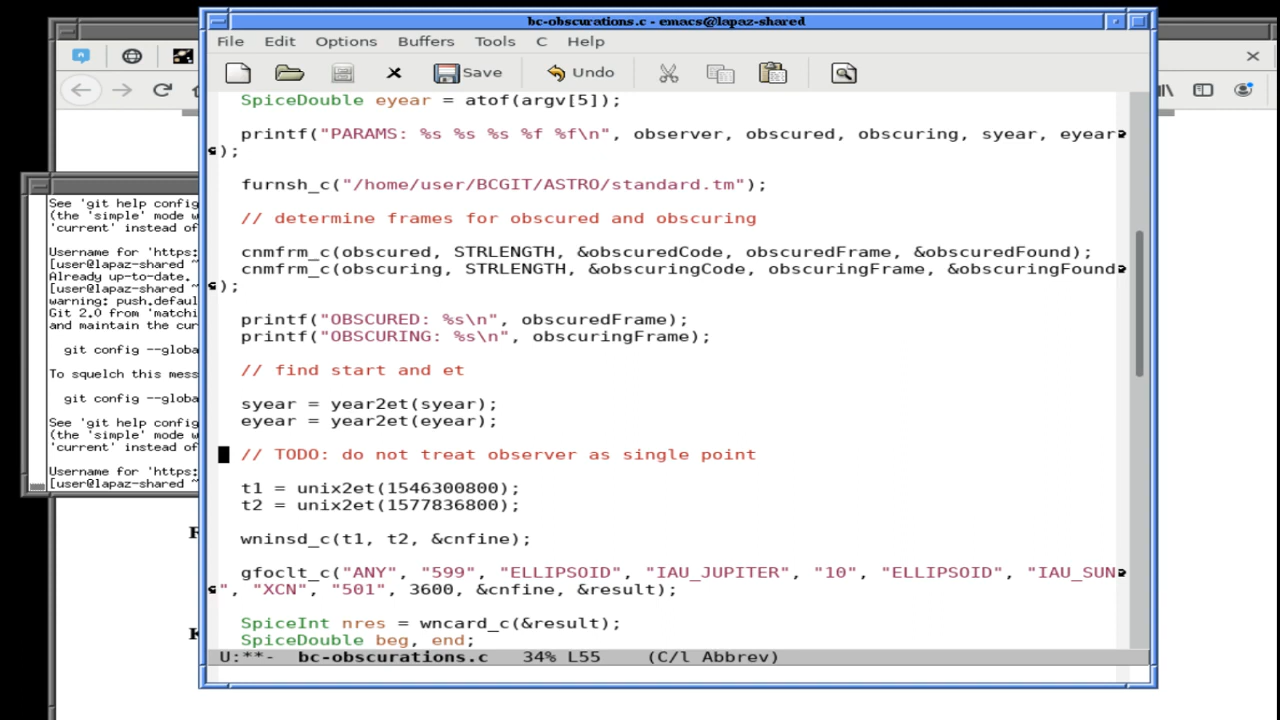 bc-obscurations.c - emacs@lapaz-shared
File Edit Options Buffers Tools C Help
Save Undo
SpiceDouble eyear = atof(argv[5]);
printf("PARAMS: %s %s %s %f %f\n", observer, obscured, obscuring, syear, eyear
);
furnsh_c("/home/user/BCGIT/ASTRO/standard.tm");
// determine frames for obscured and obscuring
cnmfrm_c(obscured, STRLENGTH, &obscuredCode, obscuredFrame, &obscuredFound);
cnmfrm_c(obscuring, STRLENGTH, &obscuringCode, obscuringFrame, &obscuringFound
);
printf("OBSCURED: %s\n", obscuredFrame);
printf("OBSCURING: %s\n", obscuringFrame);
// find start and et
syear = year2et(syear);
eyear = year2et(eyear);
// TODO: do not treat observer as single point
t1 = unix2et(1546300800);
t2 = unix2et(1577836800);
wninsd_c(t1, t2, &cnfine);
gfoclt_c("ANY", "599", "ELLIPSOID", "IAU_JUPITER", "10", "ELLIPSOID", "IAU_SUN
", "XCN", "501", 3600, &cnfine, &result);
SpiceInt nres = wncard_c(&result);
SpiceDouble beg, end;
U:**- bc-obscurations.c 34% L55 (C/l Abbrev)
See 'git help config
(the 'simple' mode w
'current' instead of
Username for 'https:
[user@lapaz-shared ~
Already up-to-date.
[user@lapaz-shared ~
warning: push.defaul
Git 2.0 from 'matchi
and maintain the cur
git config --globa
To squelch this mess
git config --globa
See 'git help config
(the 'simple' mode w
'current' instead of
Username for 'https:
[user@lapaz-shared ~